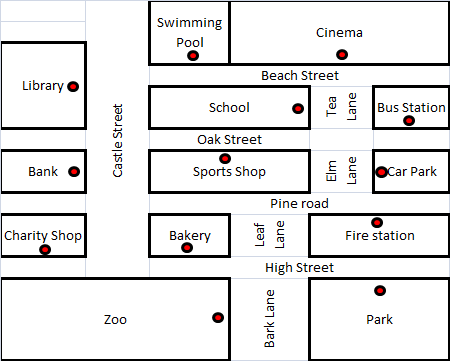 Swimming
Pool
Cinema
Beach Street
Library
Castle Street
School
Tea
Lane
Bus Station
Oak Street
Bank
Sports Shop
Elm
Lane
Car Park
Pine road
Charity Shop
Bakery
Leaf
Lane
Fire station
High Street
Zoo
Bark Lane
Park